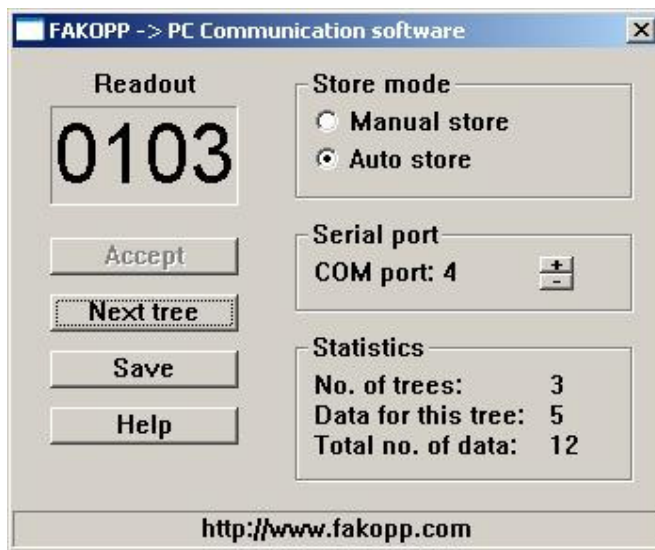 FAKOPP -> PC Communication software
Readout
0103
Accept
Next tree
Save
Help
Store mode
Manual store
Auto store
Serial port
COM port: 4
+
-
Statistics
No. of trees: 3
Data for this tree: 5
Total no. of data: 12
http://www.fakopp.com